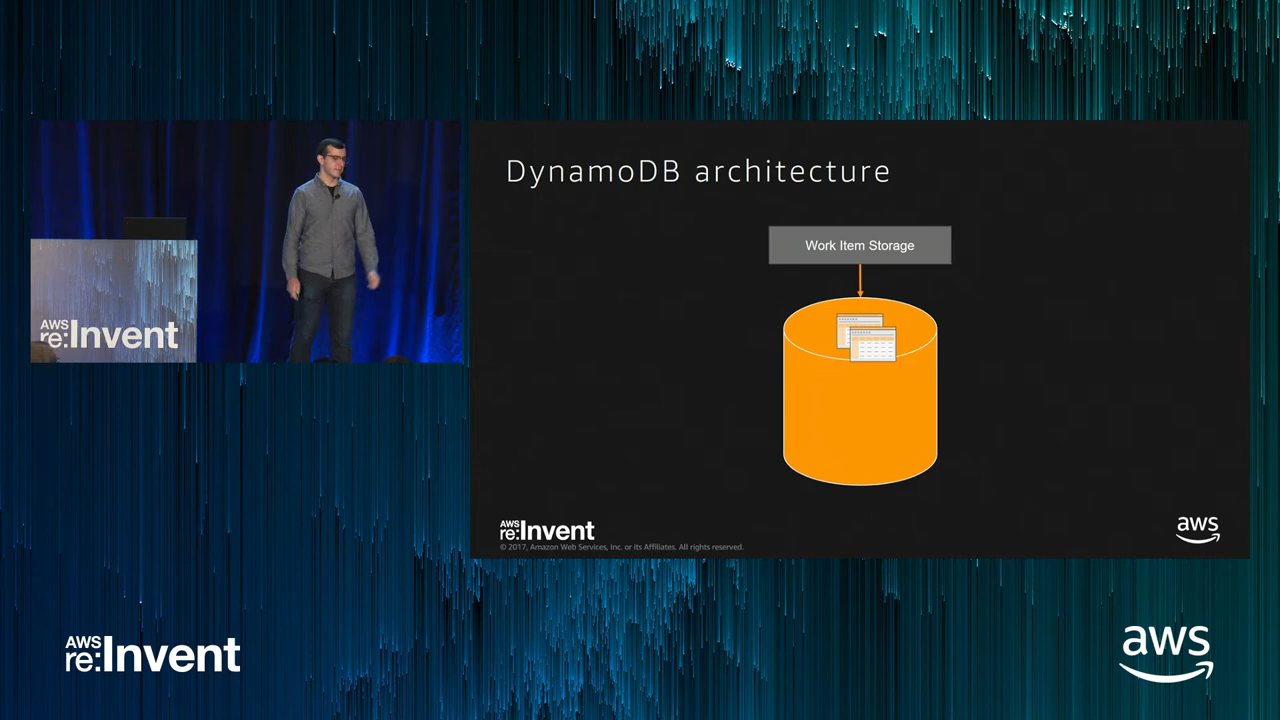 DynamoDB architecture
Work Item Storage
AWS
re:Invent
AWS
re:Invent
© 2017, Amazon Web Services, Inc. or its Affiliates. All rights reserved.
aws
AWS
re:Invent
aws